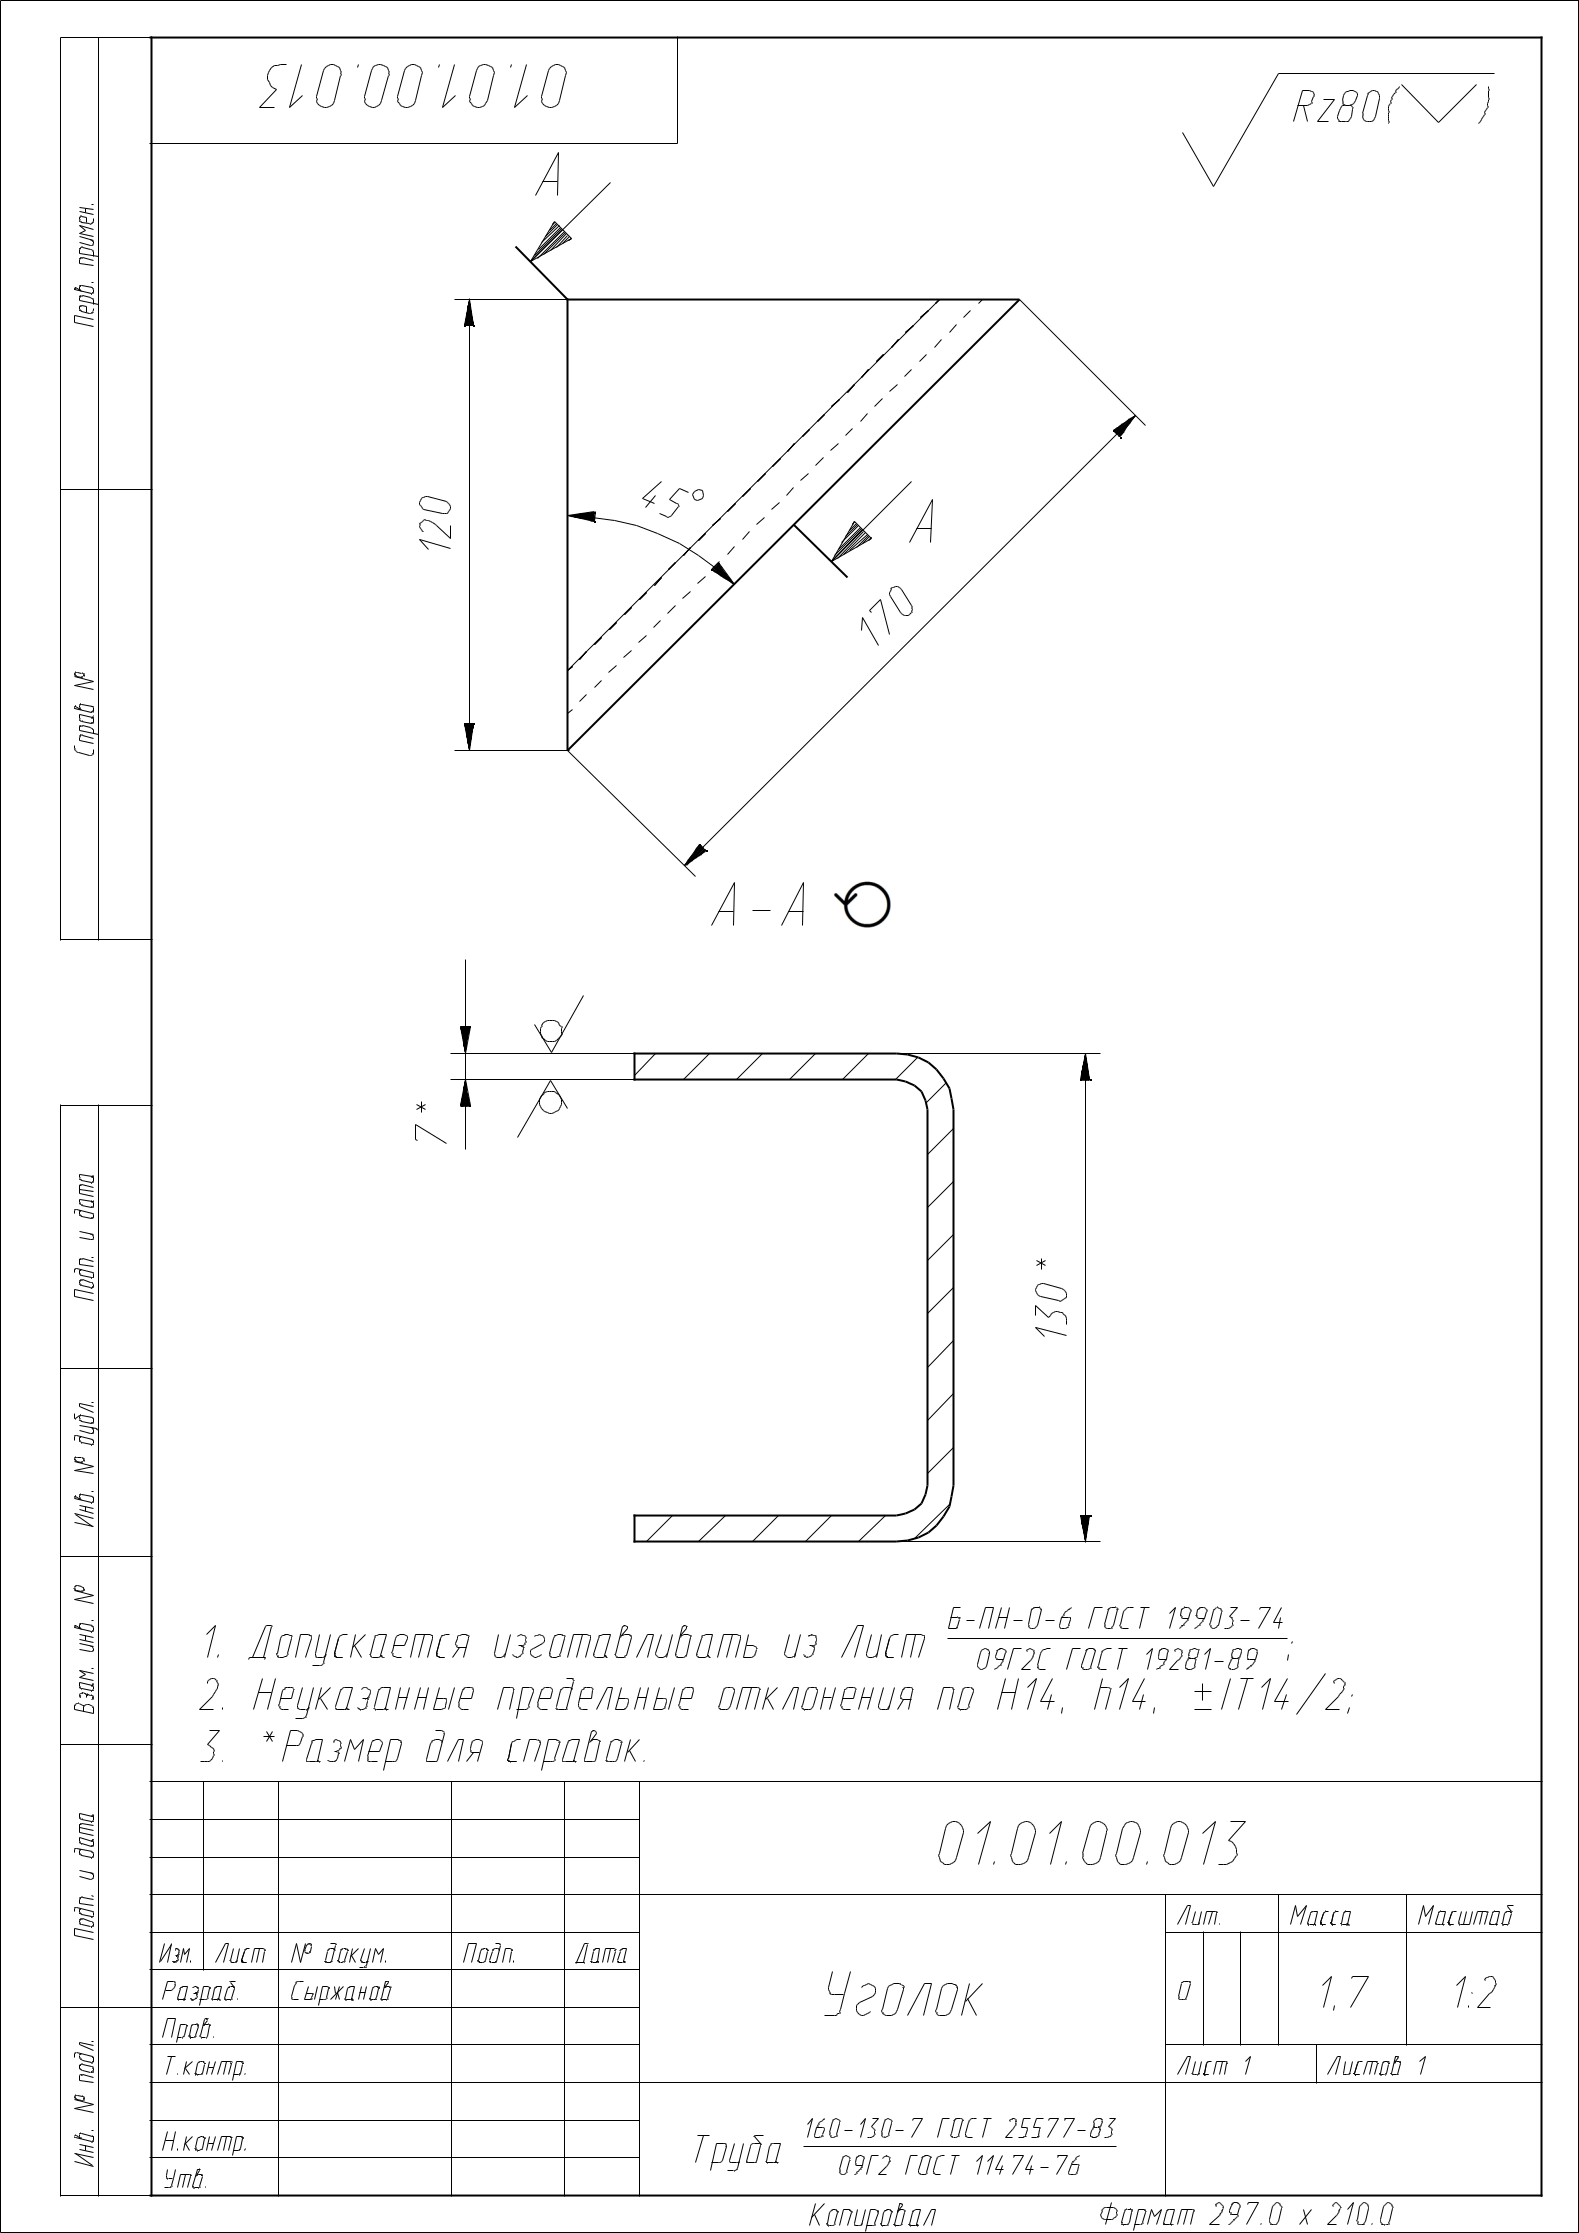 01.01.00.013
Rz80(
)
А
120
45°
А
170
А-А
7*
130*
1. Допускается изготавливать из Лист Б-ПН-О-6 ГОСТ 19903-74
09Г2С ГОСТ 19281-89 ;
2. Неуказанные предельные отклонения по H14, h14, ±IT14/2;
3. *Размер для справок.
Перв. примен.
Справ №
Подп. и дата
Инв. № дубл.
Взам. инв. №
Подп. и дата
Инв. № подл.
01.01.00.013
Изм. Лист № докум. Подп. Дата
Разраб. Сыржанав
Пров.
Т.контр.
Н.контр.
Утв.
Уголок
Лит. Масса Масштаб
а 1,7 1:2
Лист 1 Листов 1
Труба 160-130-7 ГОСТ 25577-83
09Г2 ГОСТ 11474-76
Копировал Формат 297.0 x 210.0